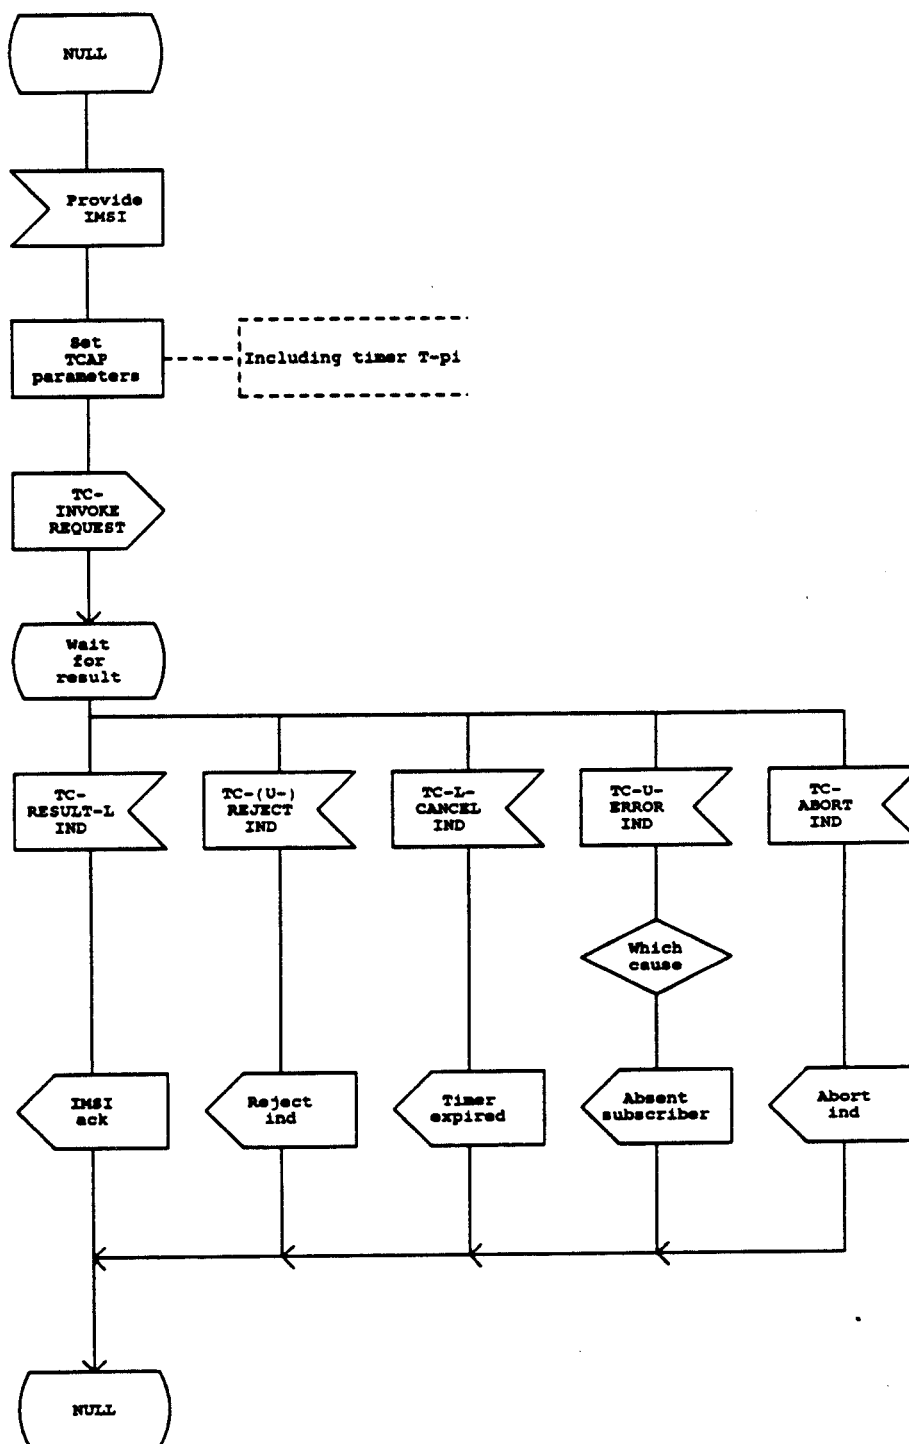 NULL
Provide
IMSI
Set
TCAP
parameters
Including timer T-pi
TC-
INVOKE
REQUEST
Wait
for
result
TC-
RESULT-L
IND
TC-(U-)
REJECT
IND
TC-L-
CANCEL
IND
TC-U-
ERROR
IND
TC-
ABORT
IND
Which
cause
IMSI
ack
Reject
ind
Timer
expired
Absent
subscriber
Abort
ind
NULL